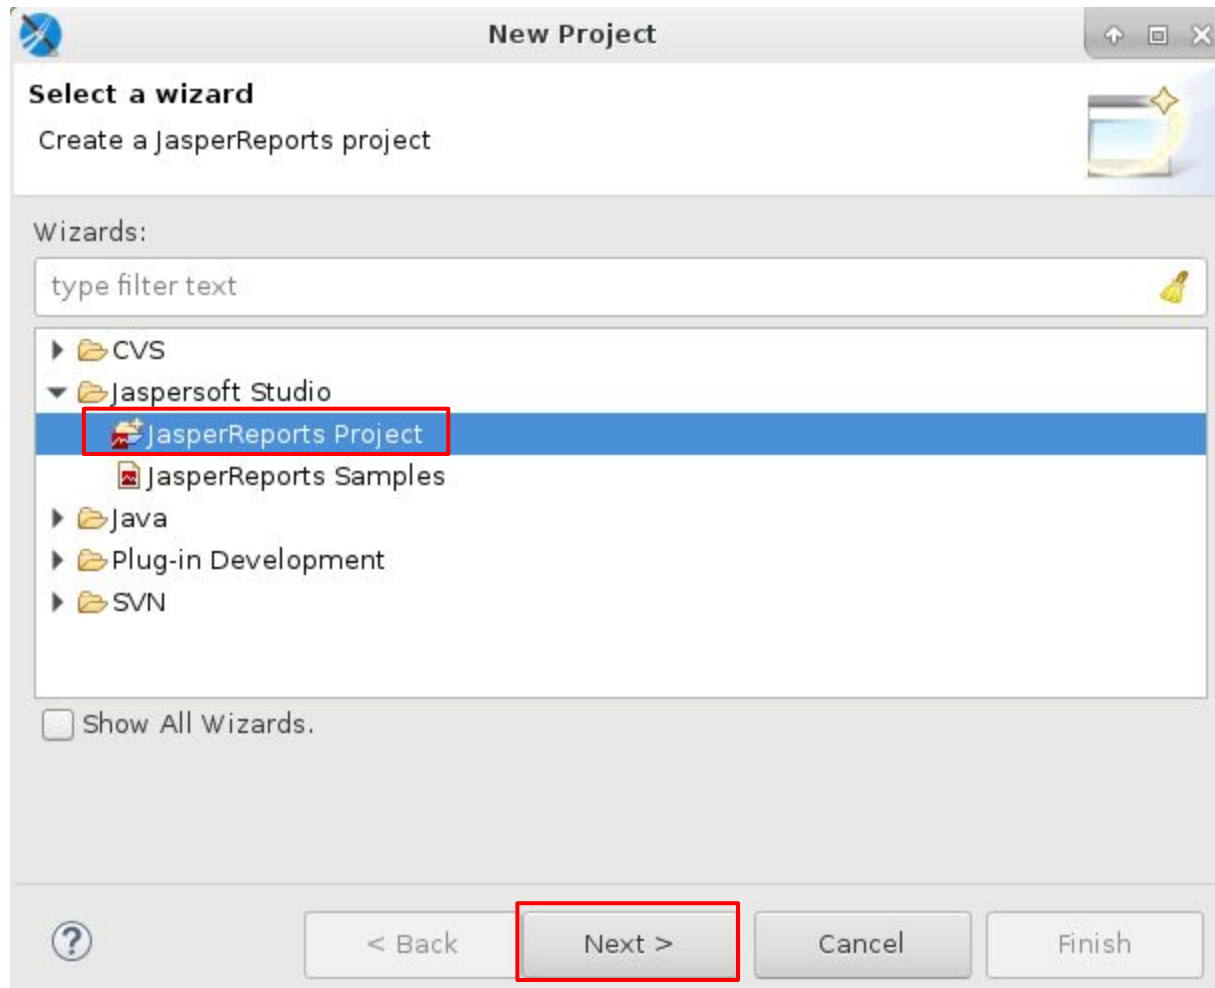 New Project
Select a wizard
Create a JasperReports project
Wizards:
type filter text
CVS
Jaspersoft Studio
JasperReports Project
JasperReports Samples
Java
Plug-in Development
SVN
Show All Wizards.
?
< Back
Next >
Cancel
Finish